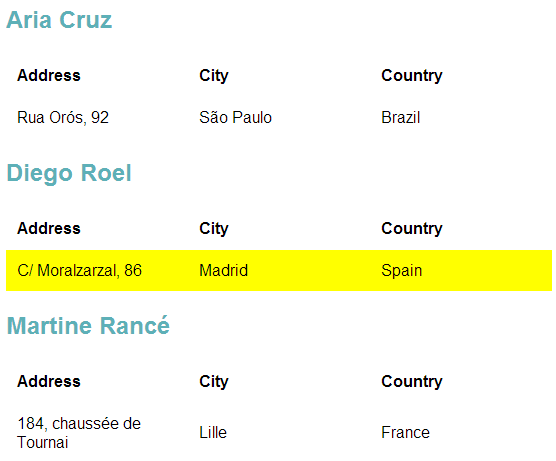 Aria Cruz
Address City Country
Rua Orós, 92 São Paulo Brazil
Diego Roel
Address City Country
C/ Moralzarzal, 86 Madrid Spain
Martine Rancé
Address City Country
184, chaussée de
Tournai Lille France